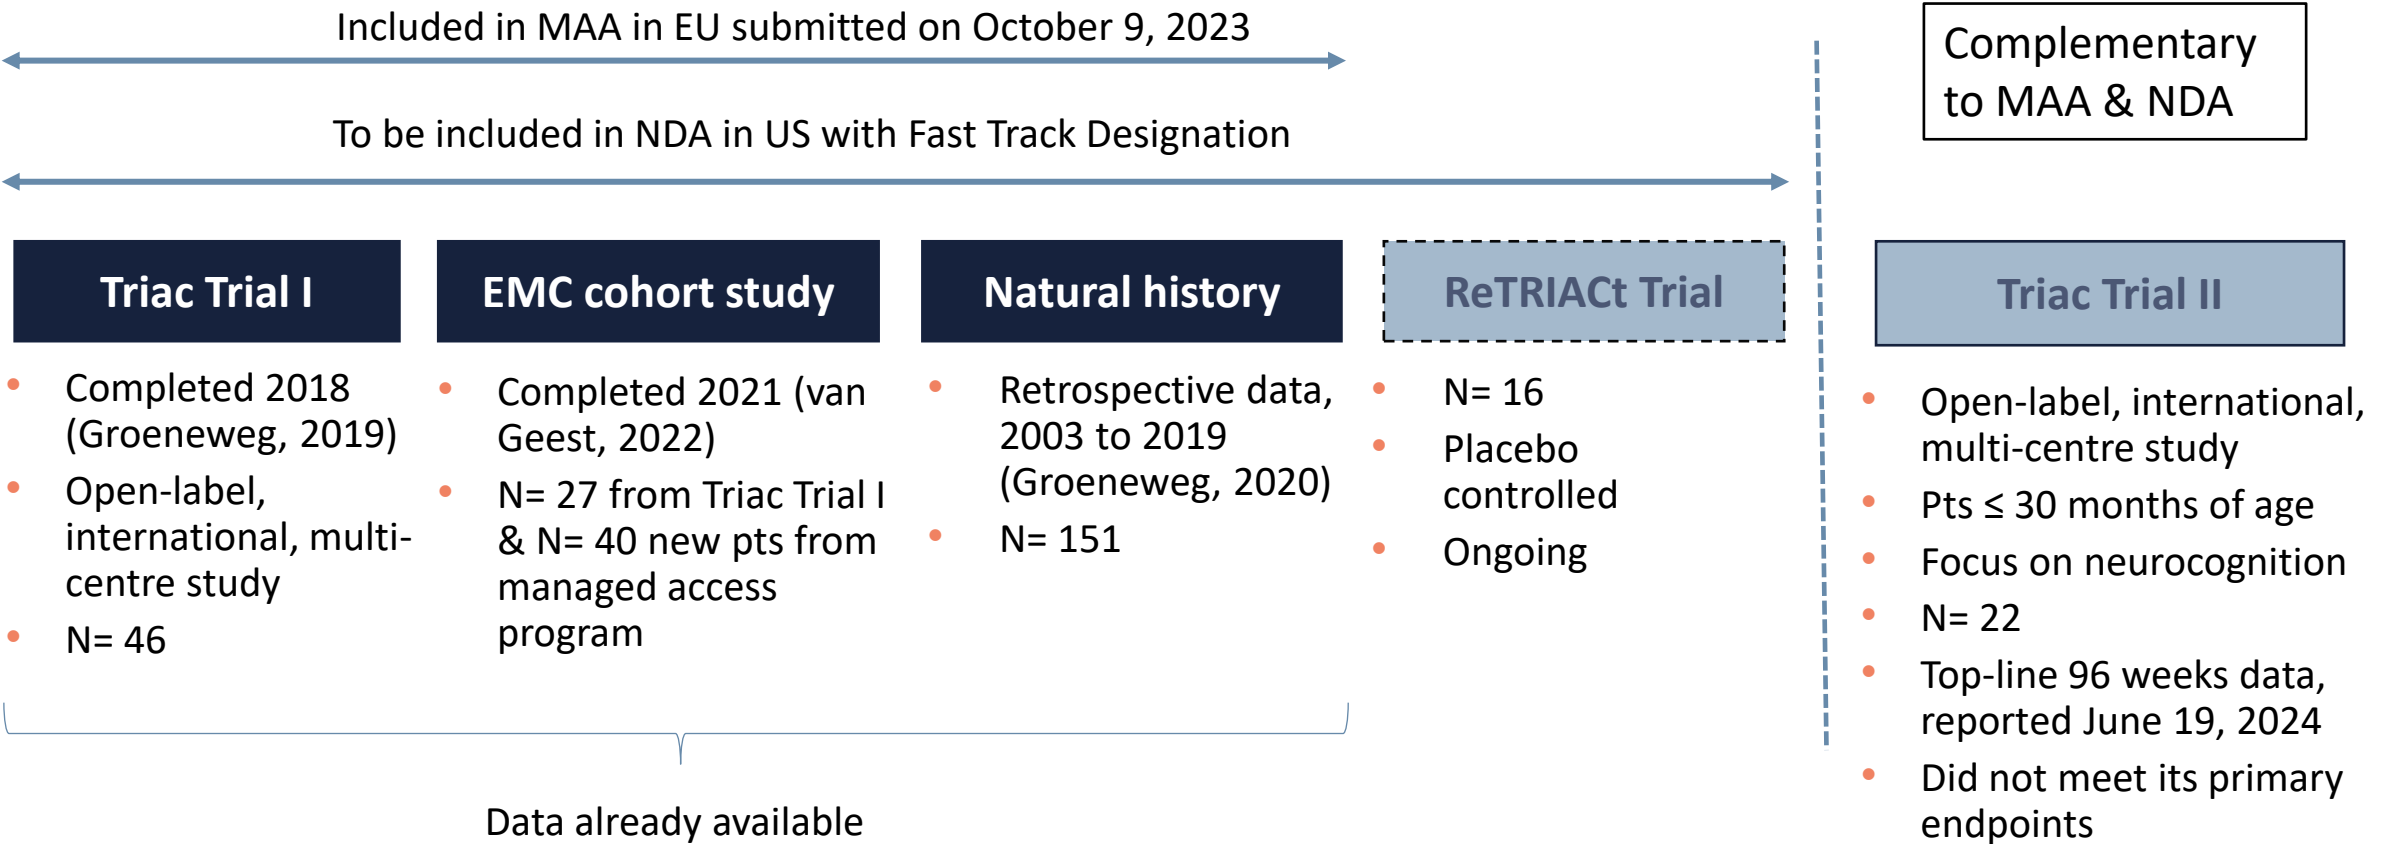 Included in MAA in EU submitted on October 9, 2023
To be included in NDA in US with Fast Track Designation
Complementary
to MAA & NDA
Triac Trial I
• Completed 2018
(Groeneweg, 2019)
• Open-label,
international, multi-
centre study
• N= 46
EMC cohort study
• Completed 2021 (van
Geest, 2022)
• N= 27 from Triac Trial I
& N= 40 new pts from
managed access
program
Natural history
• Retrospective data,
2003 to 2019
(Groeneweg, 2020)
• N= 151
ReTRIACt Trial
• N= 16
• Placebo
controlled
• Ongoing
Triac Trial II
• Open-label, international,
multi-centre study
• Pts ≤ 30 months of age
• Focus on neurocognition
• N= 22
• Top-line 96 weeks data,
reported June 19, 2024
• Did not meet its primary
endpoints
Data already available